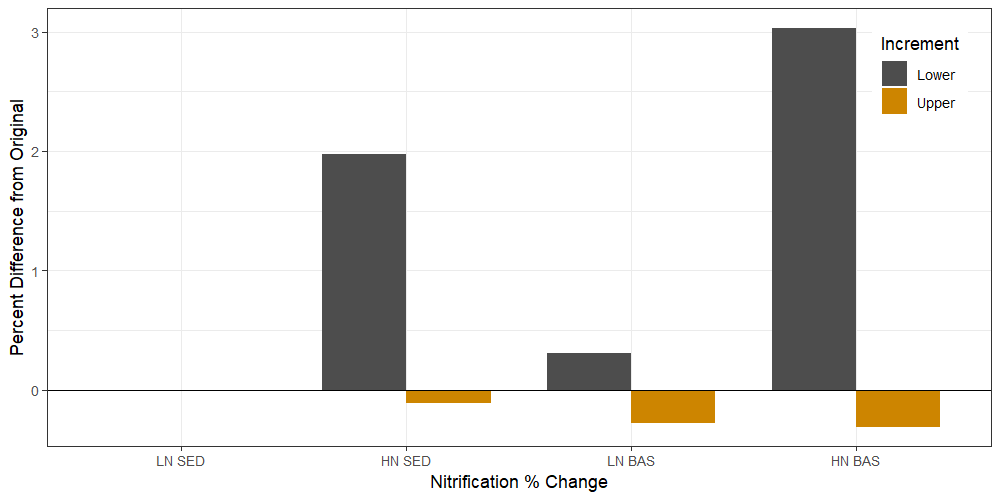 Percent Difference from Original
3
2
1
0
Increment
Lower
Upper
LN SED
HN SED
LN BAS
HN BAS
Nitrification % Change